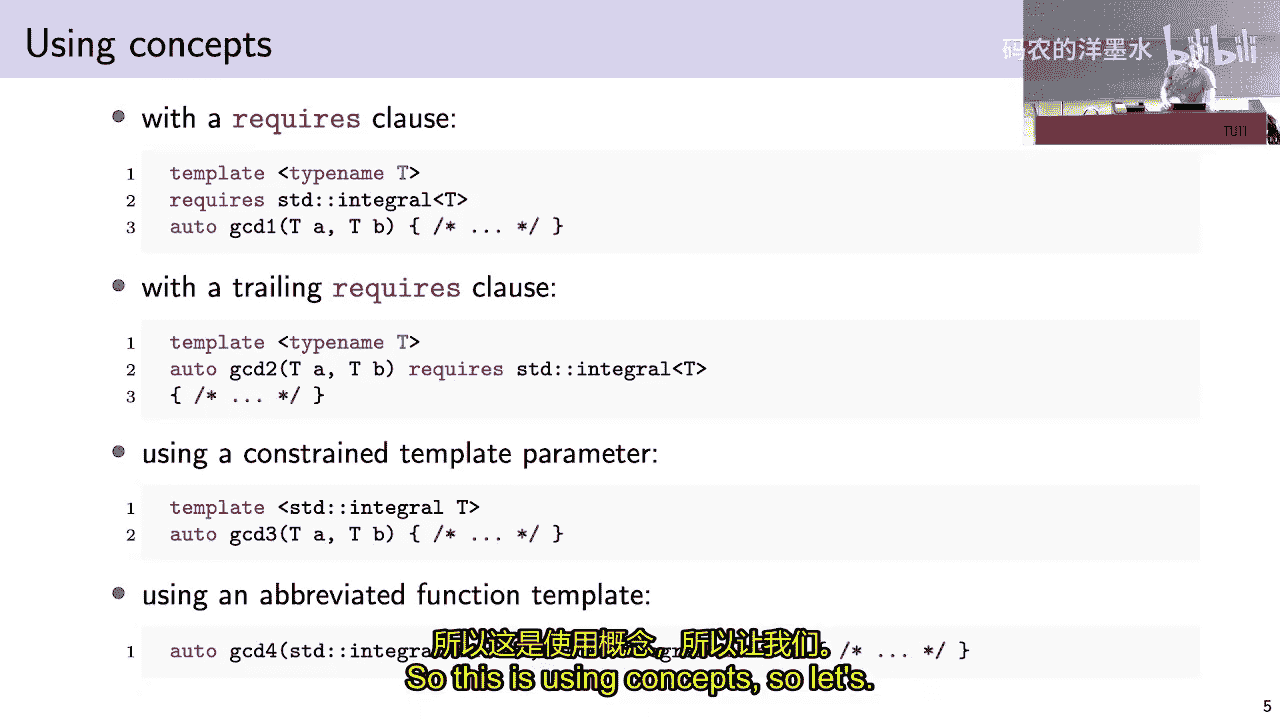 Using concepts
码农的洋墨水 bilibili
TUM
with a requires clause:
1 template <typename T>
2 requires std::integral<T>
3 auto gcd1(T a, T b) { /* ... */ }
with a trailing requires clause:
1 template <typename T>
2 auto gcd2(T a, T b) requires std::integral<T>
3 { /* ... */ }
using a constrained template parameter:
1 template <std::integral T>
2 auto gcd3(T a, T b) { /* ... */ }
using an abbreviated function template:
1 auto gcd4(std::integ /* ... */ }
所以这是使用概念，所以让我们。
So this is using concepts, so let's.
5